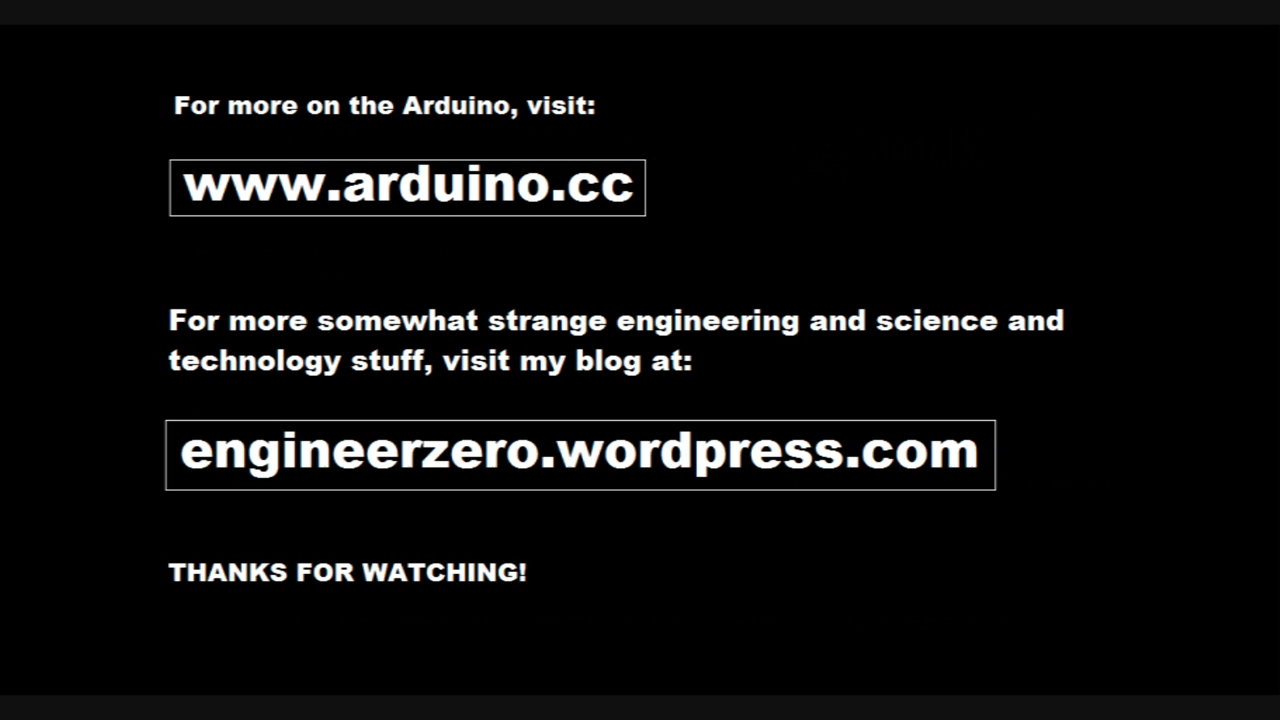 For more on the Arduino, visit:
www.arduino.cc
For more somewhat strange engineering and science and
technology stuff, visit my blog at:
engineerzero.wordpress.com
THANKS FOR WATCHING!